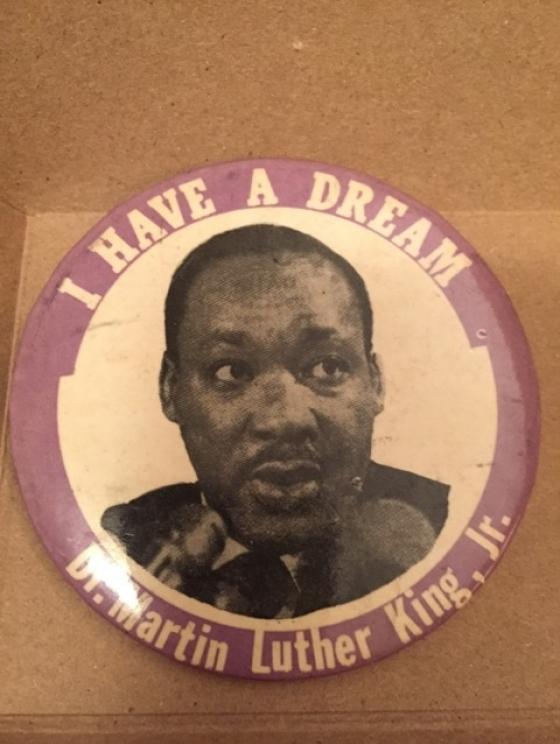 I HAVE A DREAM
Dr. Martin Luther King, Jr.